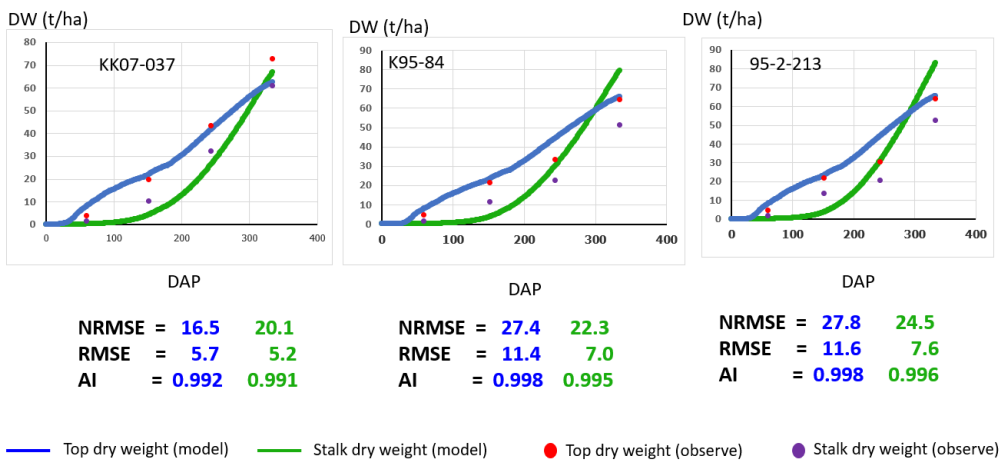 DW (t/ha)
KK07-037
80
70
60
50
40
30
20
10
0
0 100 200 300 400
DAP
NRMSE = 16.5 20.1
RMSE = 5.7 5.2
AI = 0.992 0.991
DW (t/ha)
K95-84
90
80
70
60
50
40
30
20
10
0
0 100 200 300 400
DAP
NRMSE = 27.4 22.3
RMSE = 11.4 7.0
AI = 0.998 0.995
DW (t/ha)
95-2-213
90
80
70
60
50
40
30
20
10
0
0 100 200 300 400
DAP
NRMSE = 27.8 24.5
RMSE = 11.6 7.6
AI = 0.998 0.996
Top dry weight (model) Stalk dry weight (model) Top dry weight (observe) Stalk dry weight (observe)